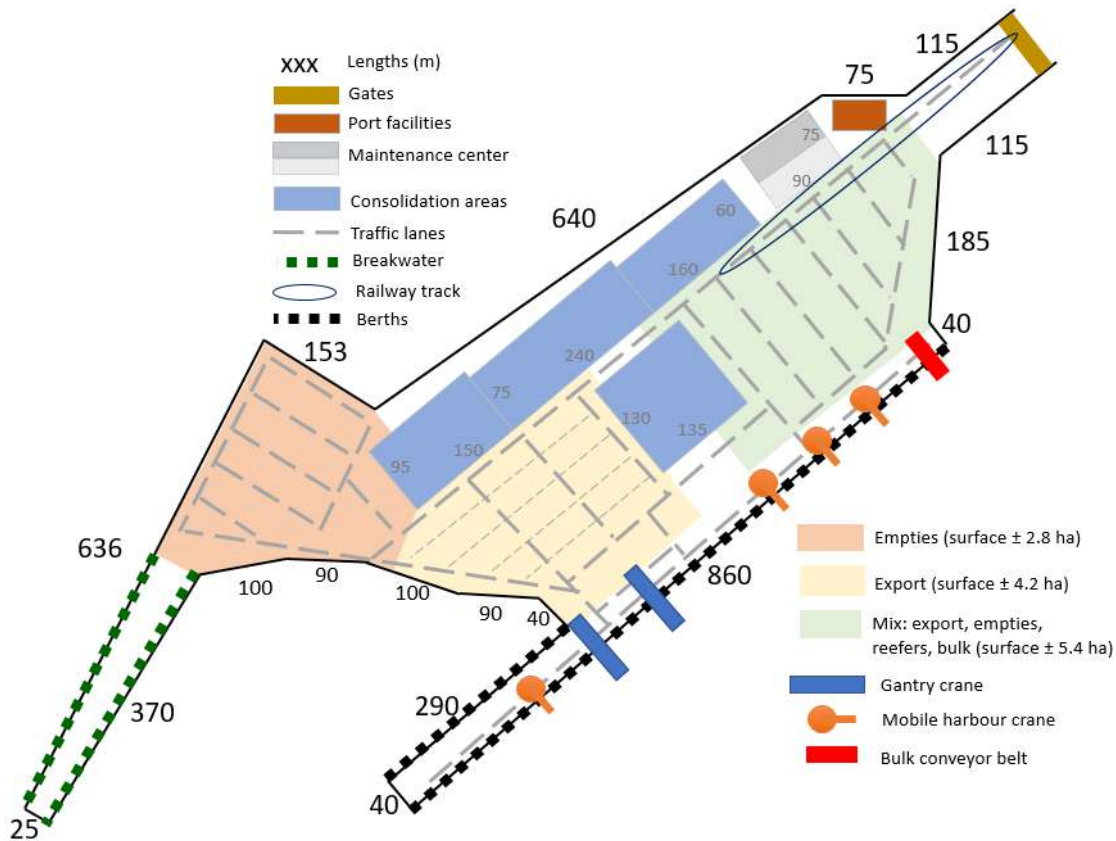 115
75
XXX Lengths (m)
Gates
Port facilities
Maintenance center
Consolidation areas
Traffic lanes
Breakwater
Railway track
Berths
75
115
90
640
60
185
160
40
153
240
75
130
135
150
95
636
100
90
100
90
40
860
370
290
25
40
Empties (surface ± 2.8 ha)
Export (surface ± 4.2 ha)
Mix: export, empties,
reefers, bulk (surface ± 5.4 ha)
Gantry crane
Mobile harbour crane
Bulk conveyor belt